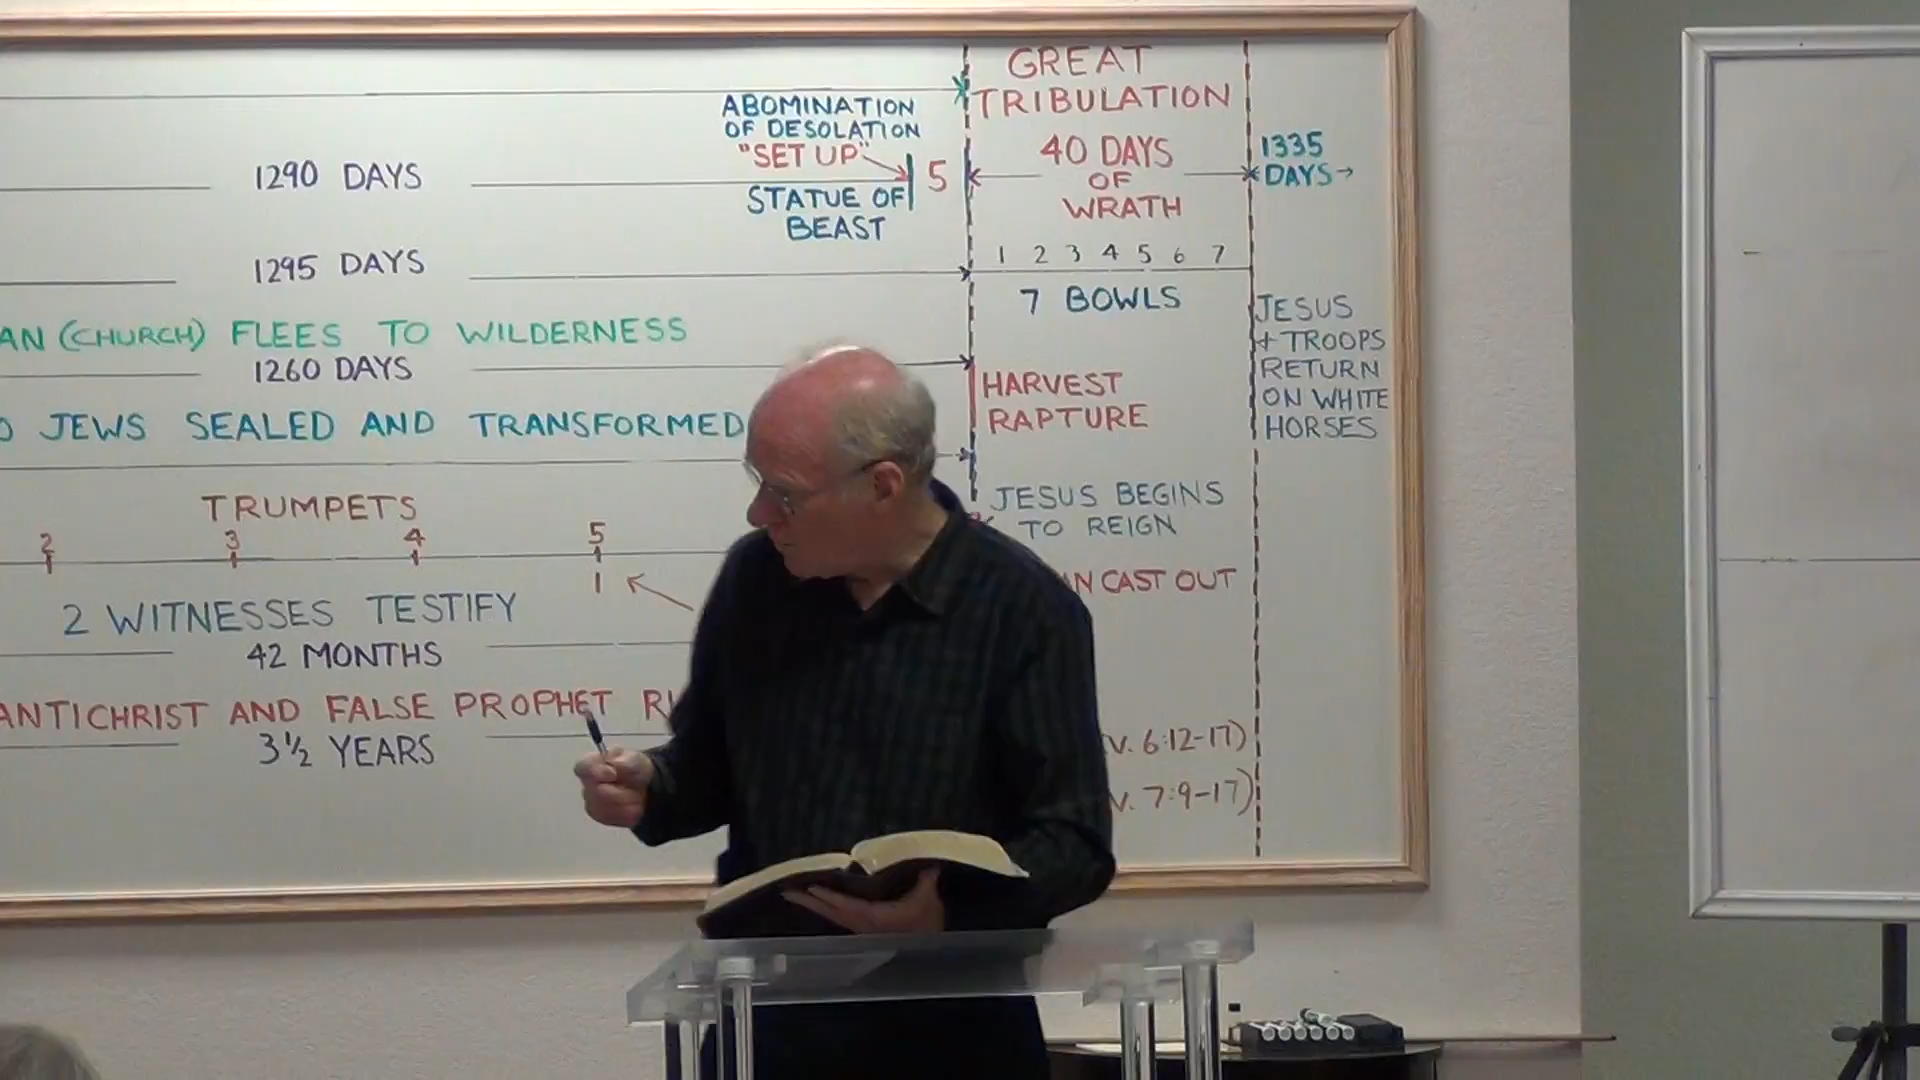 GREAT
TRIBULATION
ABOMINATION
OF DESOLATION
"SET UP"
5
STATUE OF
BEAST
40 DAYS
OF
WRATH
1335
DAYS→
1290 DAYS
1295 DAYS
1 2 3 4 5 6 7
7 BOWLS
AN (CHURCH) FLEES TO WILDERNESS
1260 DAYS
JESUS
+ TROOPS
RETURN
ON WHITE
HORSES
HARVEST
RAPTURE
O JEWS SEALED AND TRANSFORMED
JESUS BEGINS
TO REIGN
TRUMPETS
2 3 4 5
1
AN CAST OUT
2 WITNESSES TESTIFY
42 MONTHS
ANTICHRIST AND FALSE PROPHET
3½ YEARS
V. 6:12-17)
V. 7:9-17)